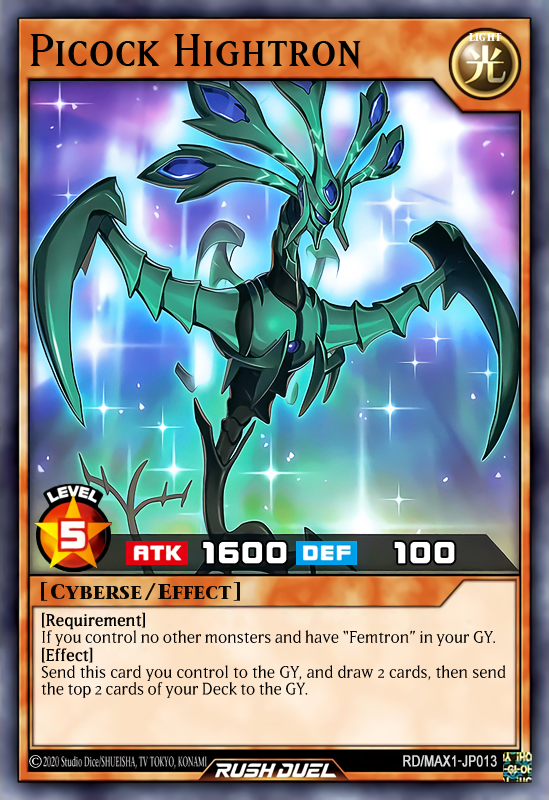 Picock Hightron
LIGHT
光
LEVEL
5
ATK 1600 DEF 100
[Cyberse/Effect]
[Requirement]
If you control no other monsters and have “Femtron” in your GY.
[Effect]
Send this card you control to the GY, and draw 2 cards, then send
the top 2 cards of your Deck to the GY.
©2020 Studio Dice/SHUEISHA, TV TOKYO, KONAMI
RUSH DUEL
RD/MAX1-JP013